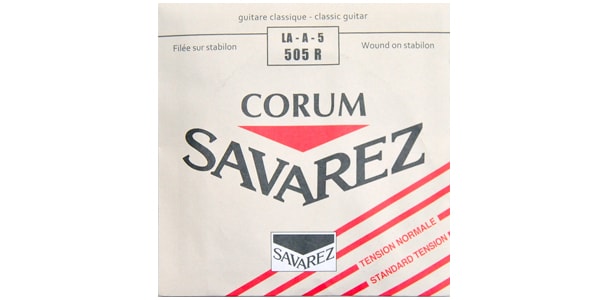 guitare classique - classic guitar
Filée sur stabilon
LA - A - 5
505 R
Wound on stabilon
CORUM
SAVAREZ
SAVAREZ
TENSION NORMALE
STANDARD TENSION